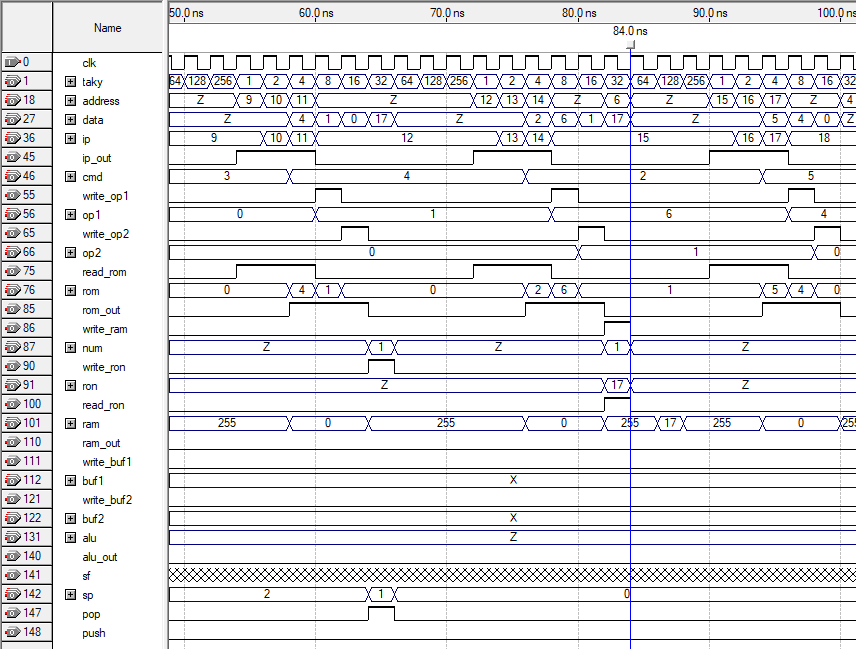 50.0 ns 60.0 ns 70.0 ns 80.0 ns 90.0 ns 100.0 ns
Name
84.0 ns
0 clk
1 taky 64 128 256 1 2 4 8 16 32 64 128 256 1 2 4 8 16 32 64 128 256 1 2 4 8 16 32
18 address Z 9 10 11 Z 12 13 14 Z 6 Z 15 16 17 Z 4
27 data Z 4 1 0 17 Z 2 6 1 17 Z 5 4 0 Z
36 ip 9 10 11 12 13 14 15 16 17 18
45 ip_out
46 cmd 3 4 2 5
55 write_op1
56 op1 0 1 6 4
65 write_op2
66 op2 0 1 0
75 read_rom
76 rom 0 4 1 0 2 6 1 5 4 0
85 rom_out
86 write_ram
87 num Z 1 Z 1 Z
90 write_ron
91 ron Z 17 Z
100 read_ron
101 ram 255 0 255 0 255 17 255 0 255
110 ram_out
111 write_buf1
112 buf1 X
121 write_buf2
122 buf2 X
131 alu Z
140 alu_out
141 sf
142 sp 2 1 0
147 pop
148 push